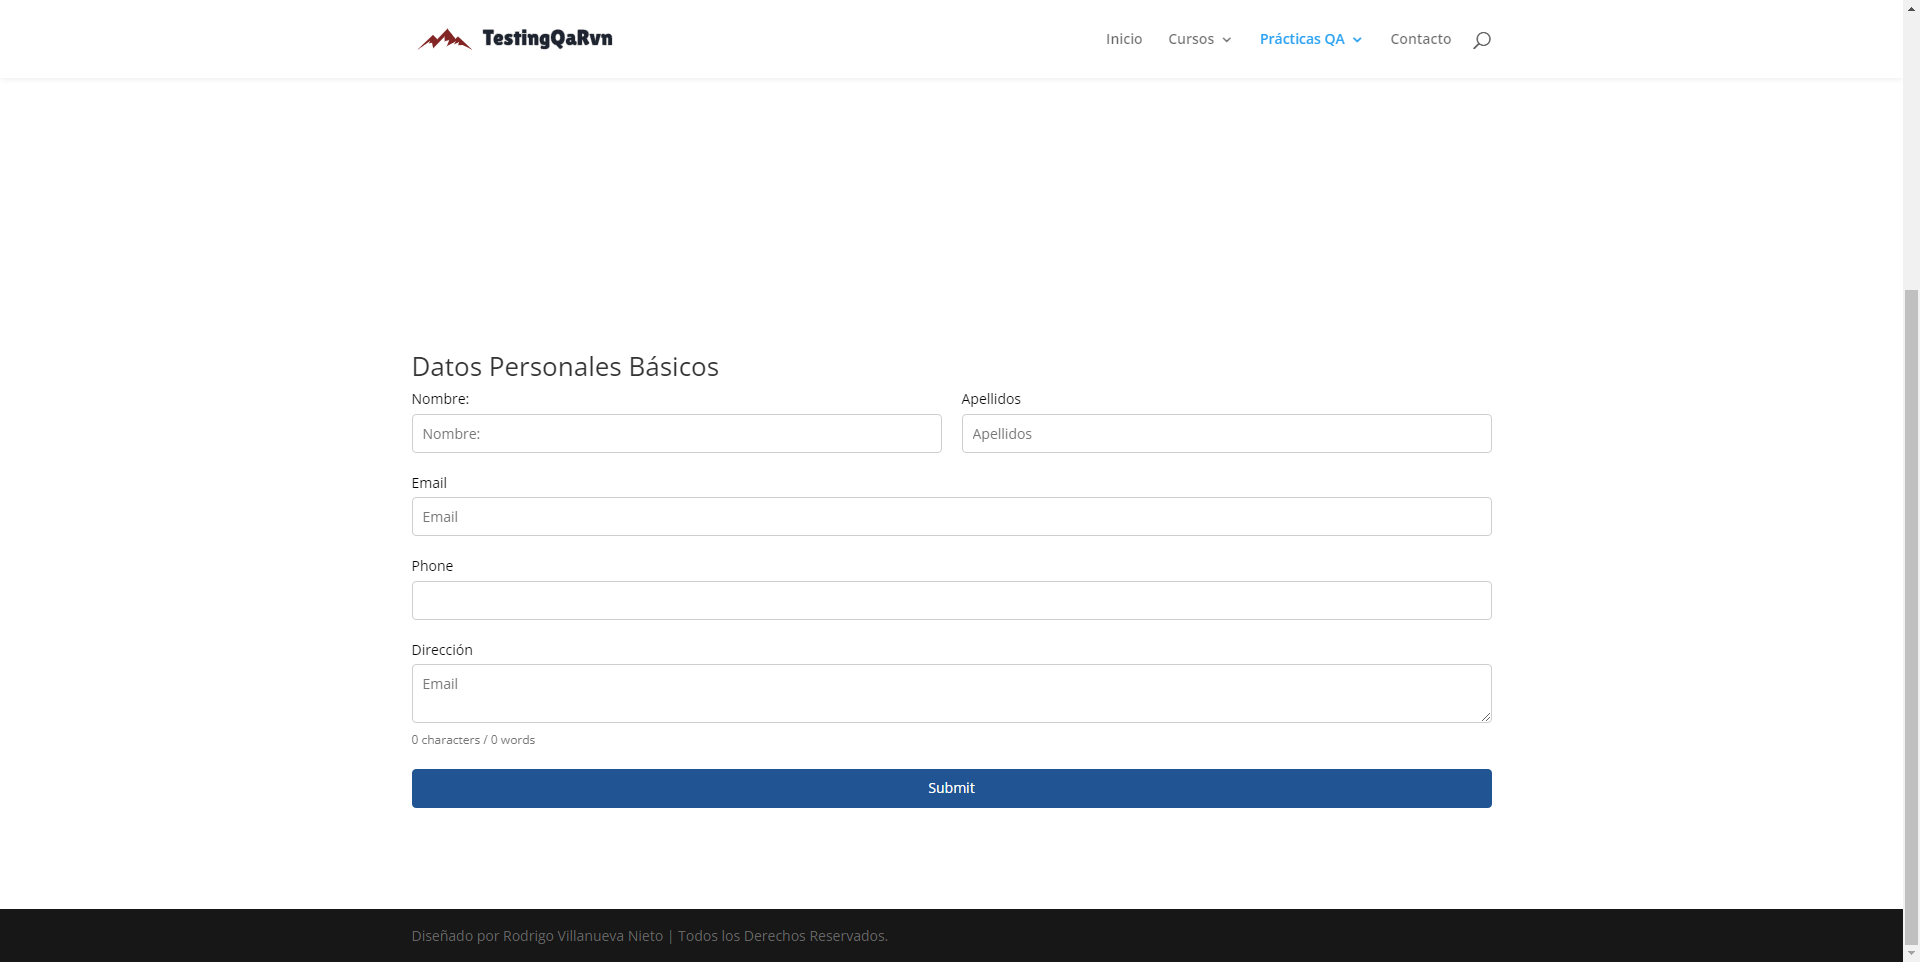 TestingQaRvn
Inicio Cursos Prácticas QA Contacto
Datos Personales Básicos
Nombre: Apellidos
Nombre: Apellidos
Email
Email
Phone
Dirección
Email
0 characters / 0 words
Submit
Diseñado por Rodrigo Villanueva Nieto | Todos los Derechos Reservados.